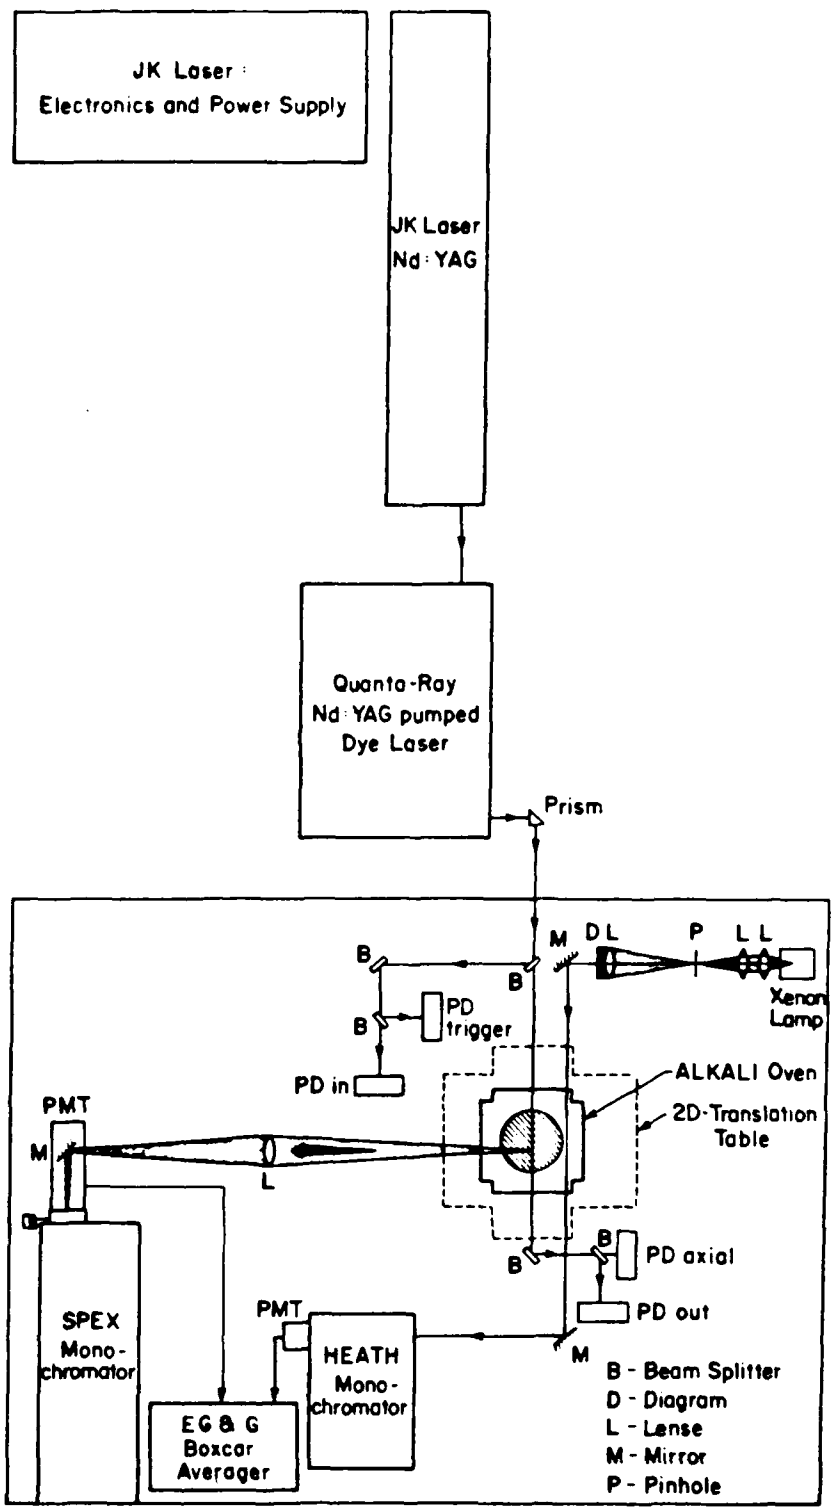 JK Laser:
Electronics and Power Supply
JK Laser
Nd:YAG
Quanta-Ray
Nd:YAG pumped
Dye Laser
Prism
B
B
M
D L
P
L L
Xenon
Lamp
B
PD
trigger
PD in
ALKALI Oven
2D-Translation
Table
PMT
M
L
B
B
PD axial
PD out
M
SPEX
Mono-
chromator
PMT
HEATH
Mono-
chromator
EG & G
Boxcar
Averager
B - Beam Splitter
D - Diagram
L - Lense
M - Mirror
P - Pinhole